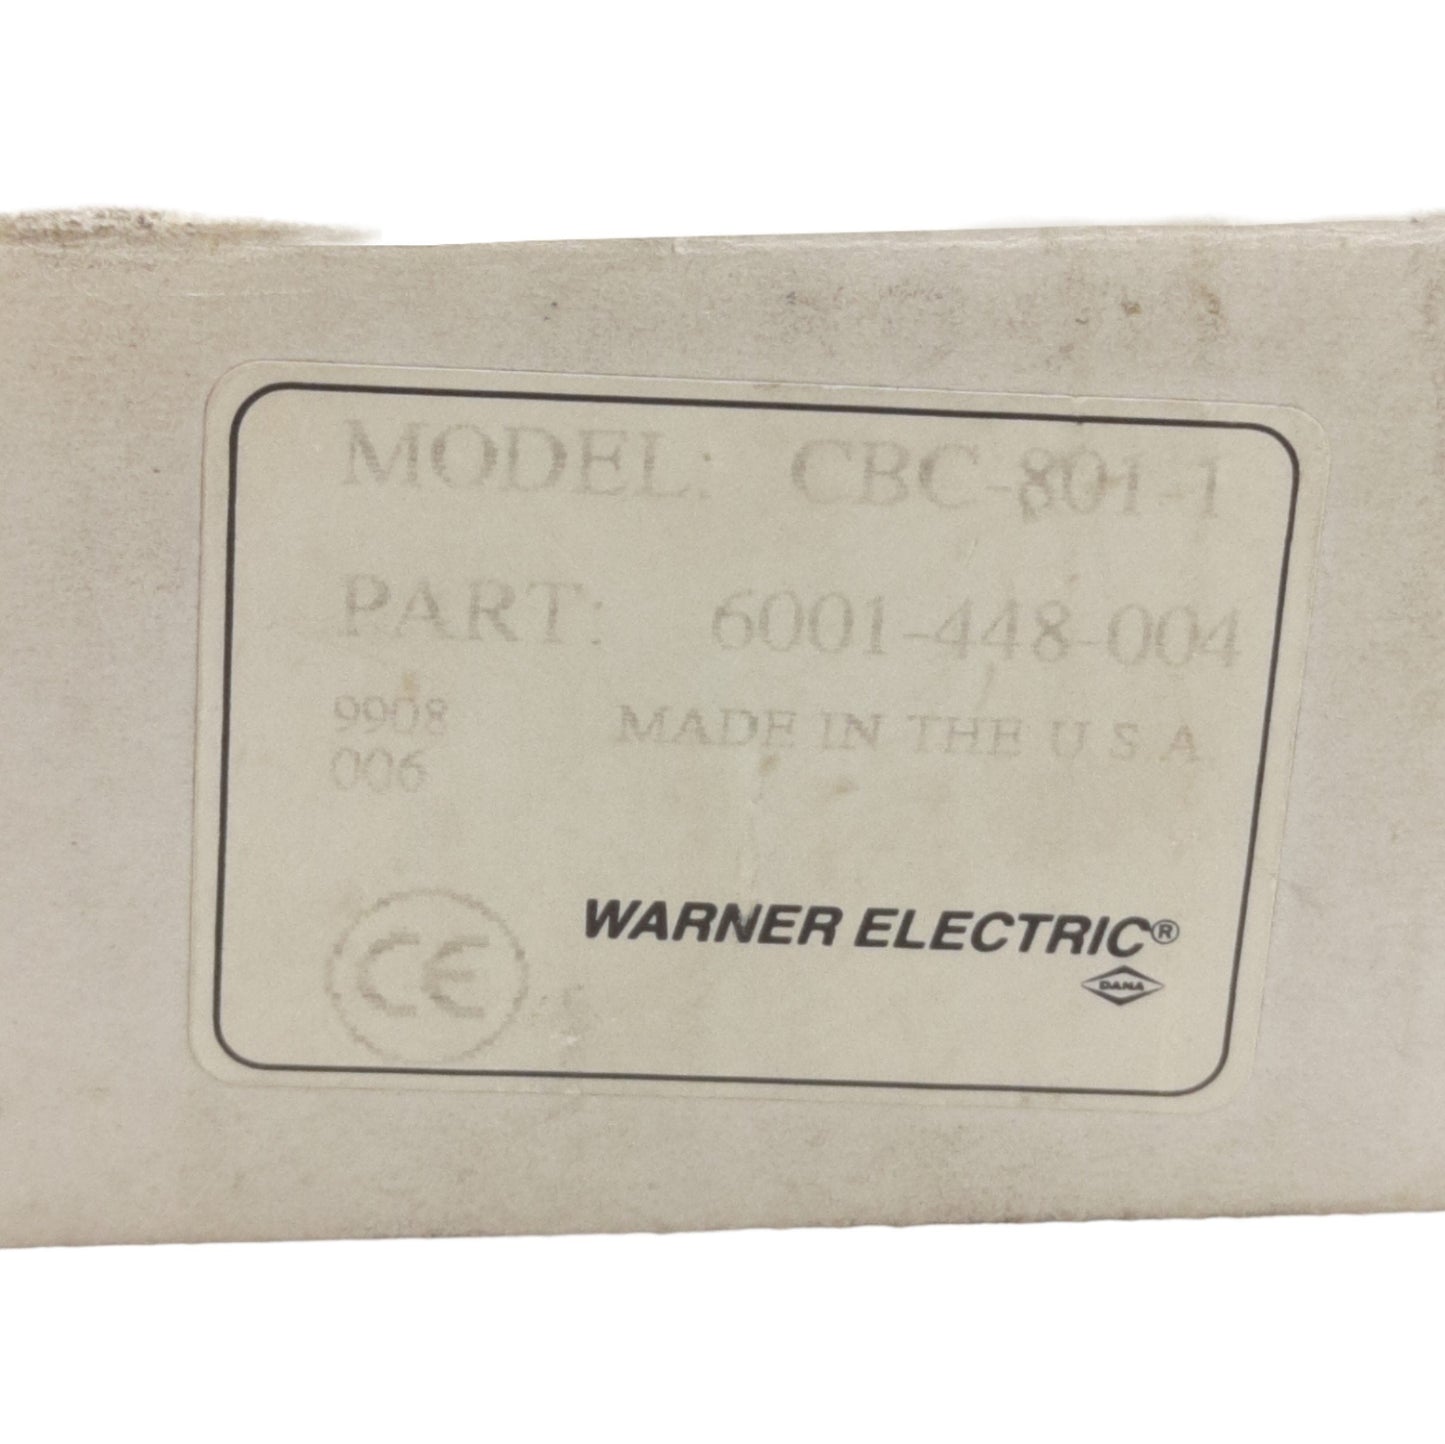 MODEL: CBC-801-1
PART: 6001-448-004
9908 MADE IN THE U S A
006
CE
WARNER ELECTRIC®
DANA